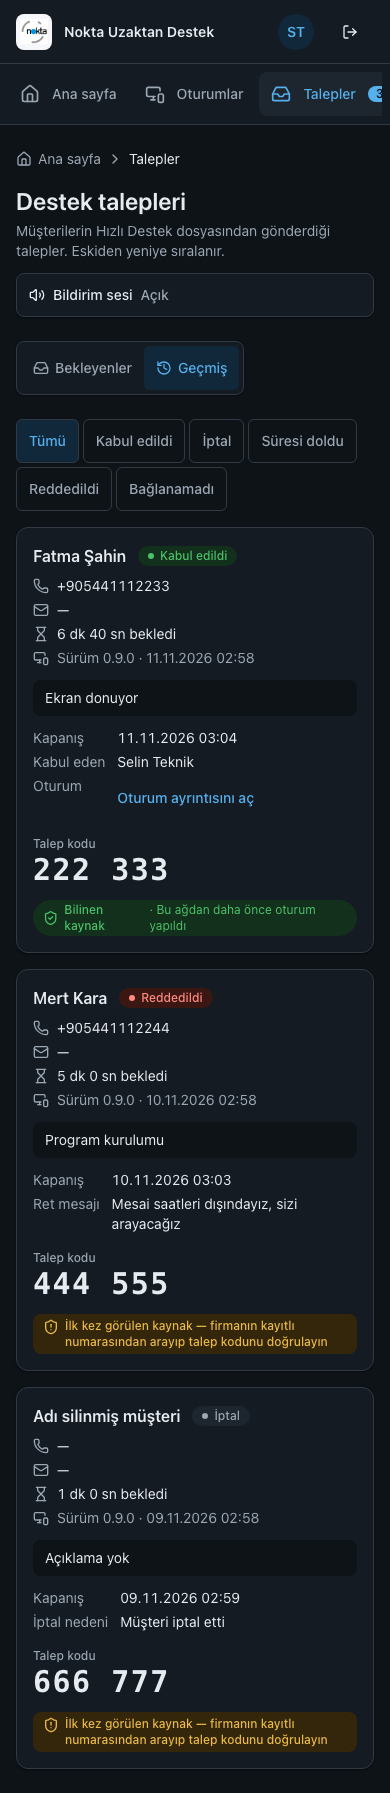 nokta
Nokta Uzaktan Destek
ST
Ana sayfa
Oturumlar
Talepler
Ana sayfa
Talepler
Destek talepleri
Müşterilerin Hızlı Destek dosyasından gönderdiği
talepler. Eskiden yeniye sıralanır.
Bildirim sesi Açık
Bekleyenler
Geçmiş
Tümü
Kabul edildi
İptal
Süresi doldu
Reddedildi
Bağlanamadı
Fatma Şahin
Kabul edildi
+905441112233
—
6 dk 40 sn bekledi
Sürüm 0.9.0 · 11.11.2026 02:58
Ekran donuyor
Kapanış 11.11.2026 03:04
Kabul eden Selin Teknik
Oturum
Oturum ayrıntısını aç
Talep kodu
222 333
Bilinen kaynak
· Bu ağdan daha önce oturum yapıldı
Mert Kara
Reddedildi
+905441112244
—
5 dk 0 sn bekledi
Sürüm 0.9.0 · 10.11.2026 02:58
Program kurulumu
Kapanış 10.11.2026 03:03
Ret mesajı Mesai saatleri dışındayız, sizi
arayacağız
Talep kodu
444 555
İlk kez görülen kaynak — firmanın kayıtlı
numarasından arayıp talep kodunu doğrulayın
Adı silinmiş müşteri
İptal
—
—
1 dk 0 sn bekledi
Sürüm 0.9.0 · 09.11.2026 02:58
Açıklama yok
Kapanış 09.11.2026 02:59
İptal nedeni Müşteri iptal etti
Talep kodu
666 777
İlk kez görülen kaynak — firmanın kayıtlı
numarasından arayıp talep kodunu doğrulayın